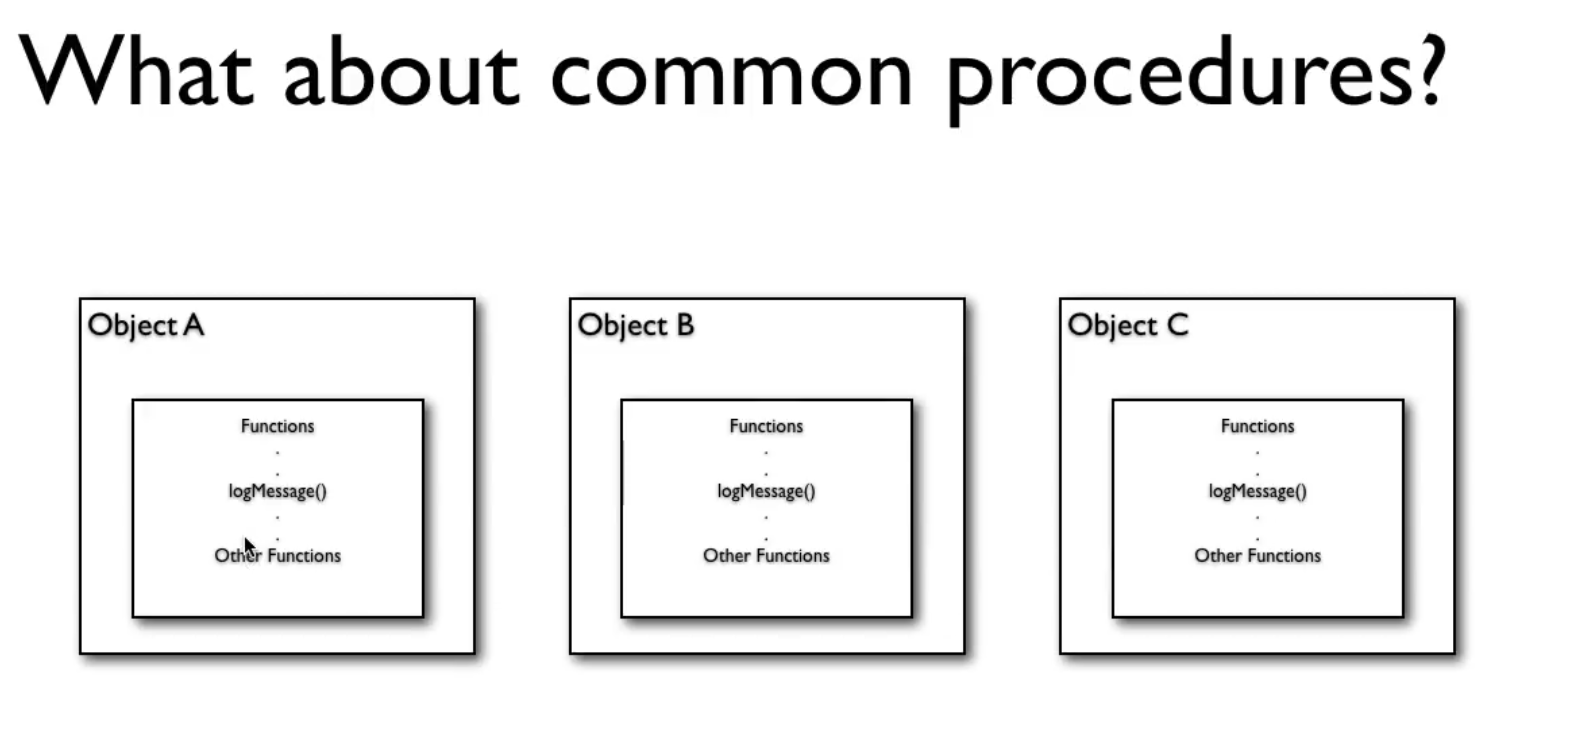 What about common procedures?
Object A
Functions
.
.
logMessage()
.
.
Other Functions
Object B
Functions
.
.
logMessage()
.
.
Other Functions
Object C
Functions
.
.
logMessage()
.
.
Other Functions